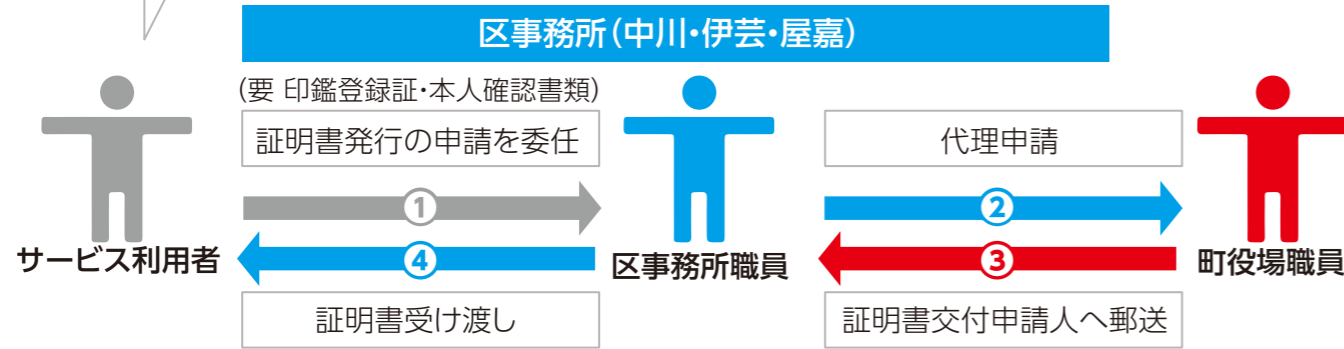 区事務所(中川・伊芸・屋嘉)
(要 印鑑登録証・本人確認書類)
証明書発行の申請を委任
代理申請
①
②
サービス利用者
④
区事務所職員
③
町役場職員
証明書受け渡し
証明書交付申請人へ郵送